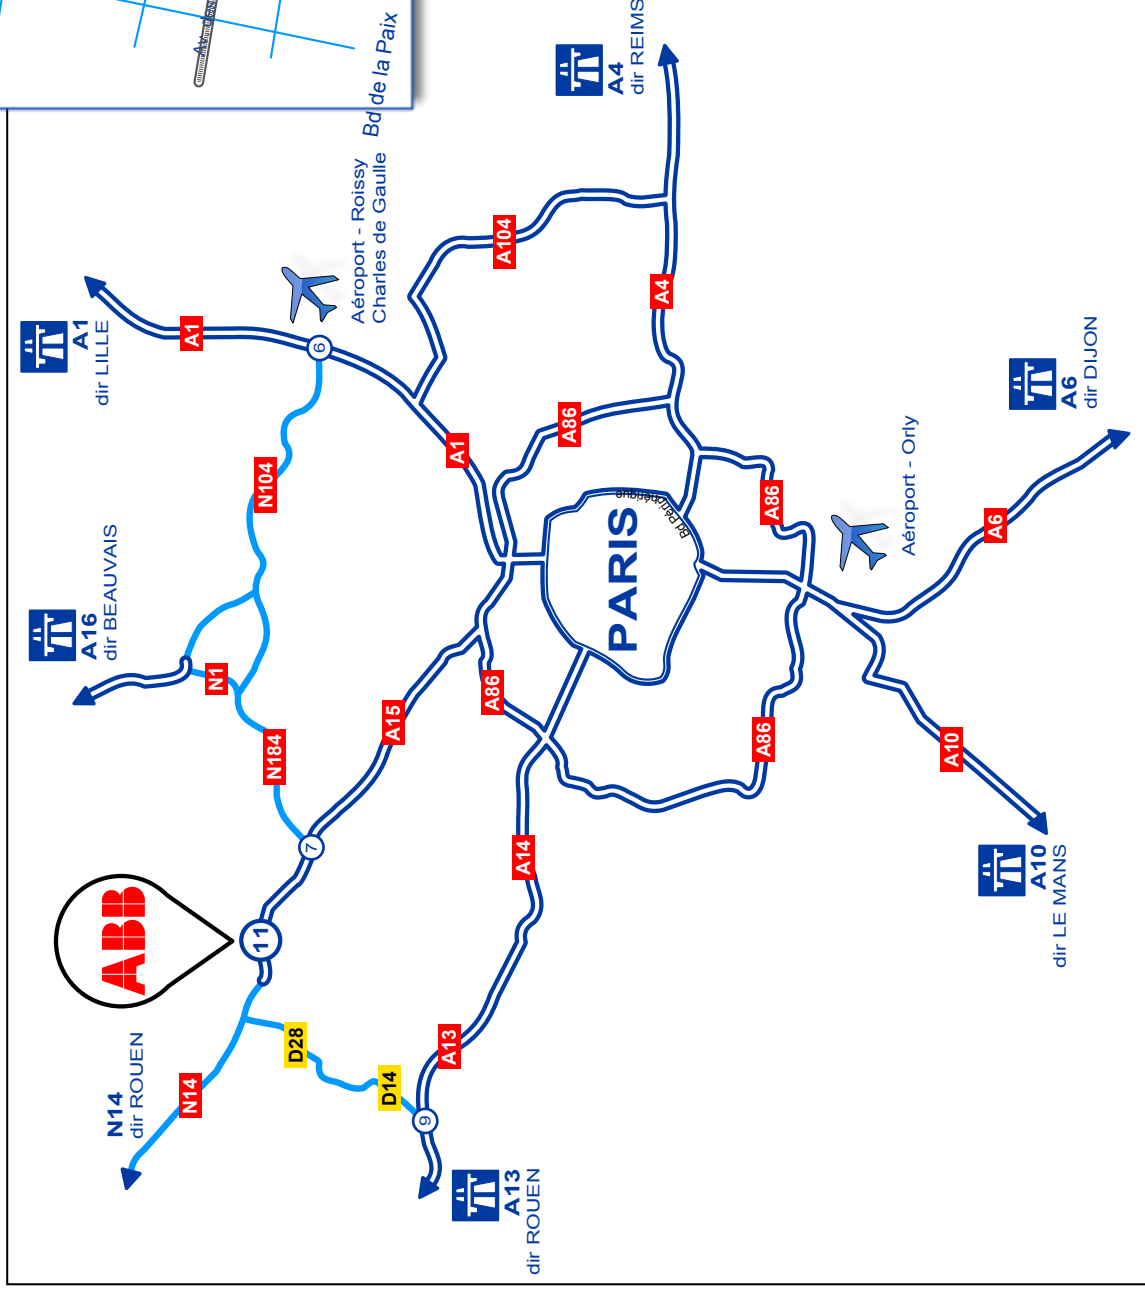 N14
dir ROUEN
ABB
A16
dir BEAUVAIS
A1
dir LILLE
N14
N1
A1
11
N184
N104
D28
7
6
Aéroport - Roissy
Charles de Gaulle
Bd de la Paix
Av.
D14
A15
9
A13
A1
A13
dir ROUEN
A14
A86
A104
A86
PARIS
Bd Périphérique
A4
dir REIMS
A4
A86
A86
Aéroport - Orly
A10
A6
A10
dir LE MANS
A6
dir DIJON